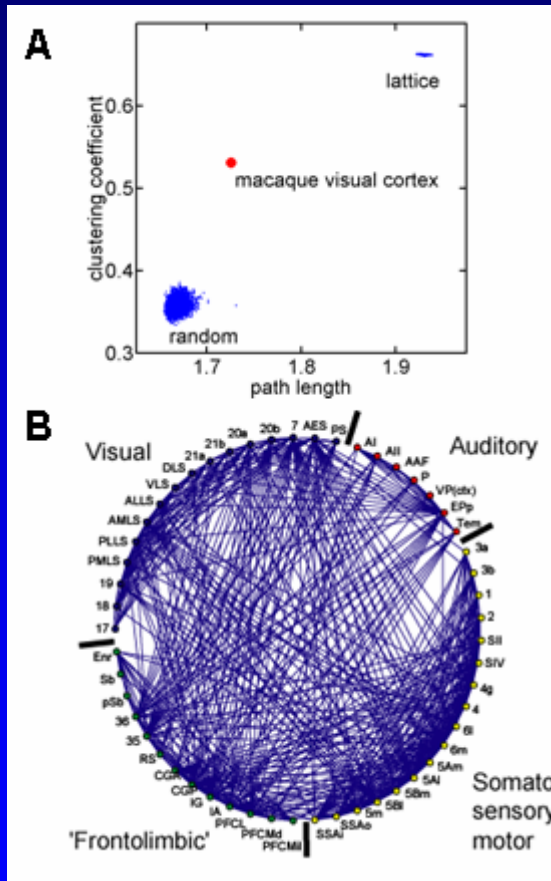 A
clustering coefficient
0.6
0.5
0.4
0.3
lattice
macaque visual cortex
random
1.7
1.8
1.9
path length
B
Visual
Auditory
Somato
sensory
motor
'Frontolimbic'
17
18
19
PMLS
PLLS
AMLS
ALLS
VLS
DLS
21a
21b
20a
20b
7
AES
PS
AI
AII
AAF
P
VP(ctx)
EPp
Tem
3a
3b
1
2
SII
SIV
4g
4
6l
6m
5Am
5Al
5Bm
5Bl
5m
SSAo
SSAi
PFCMil
PFCMd
PFCL
IA
IG
CGP
CGA
RS
35
36
pSb
Sb
Enr